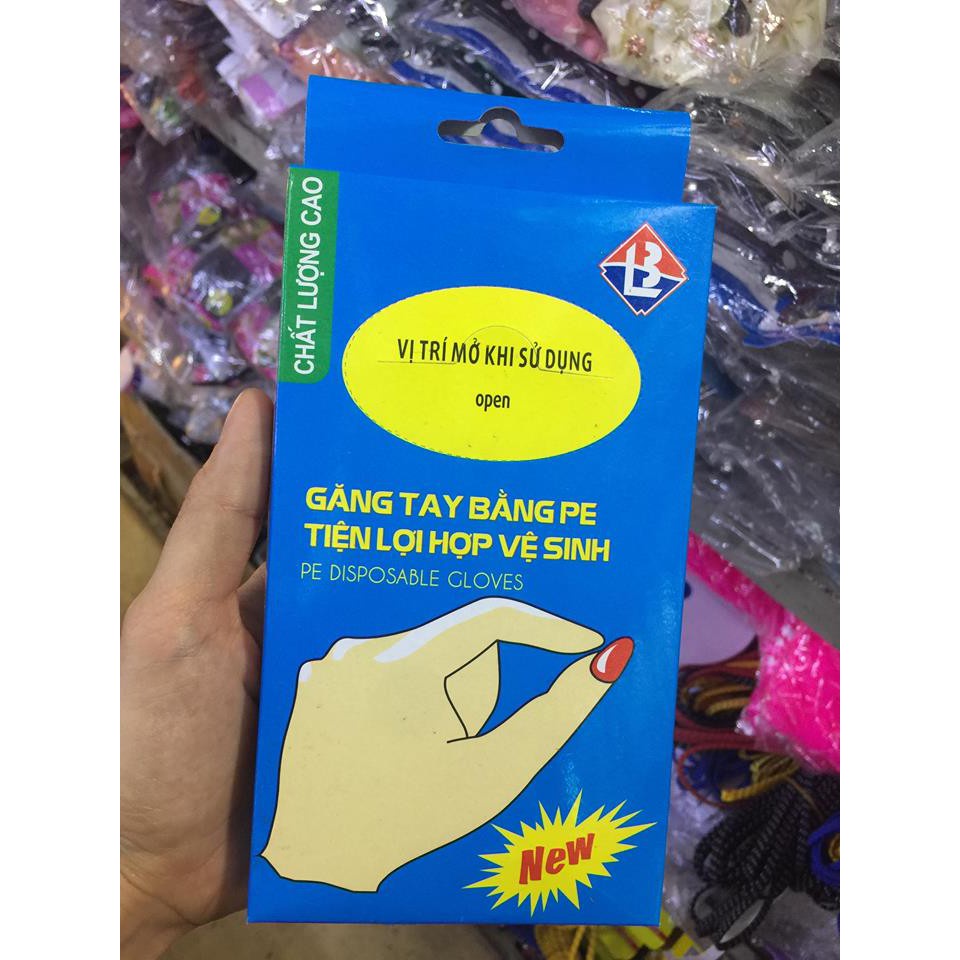 CHẤT LƯỢNG CAO
LB
VỊ TRÍ MỞ KHI SỬ DỤNG
open
GĂNG TAY BẰNG PE
TIỆN LỢI HỢP VỆ SINH
PE DISPOSABLE GLOVES
New